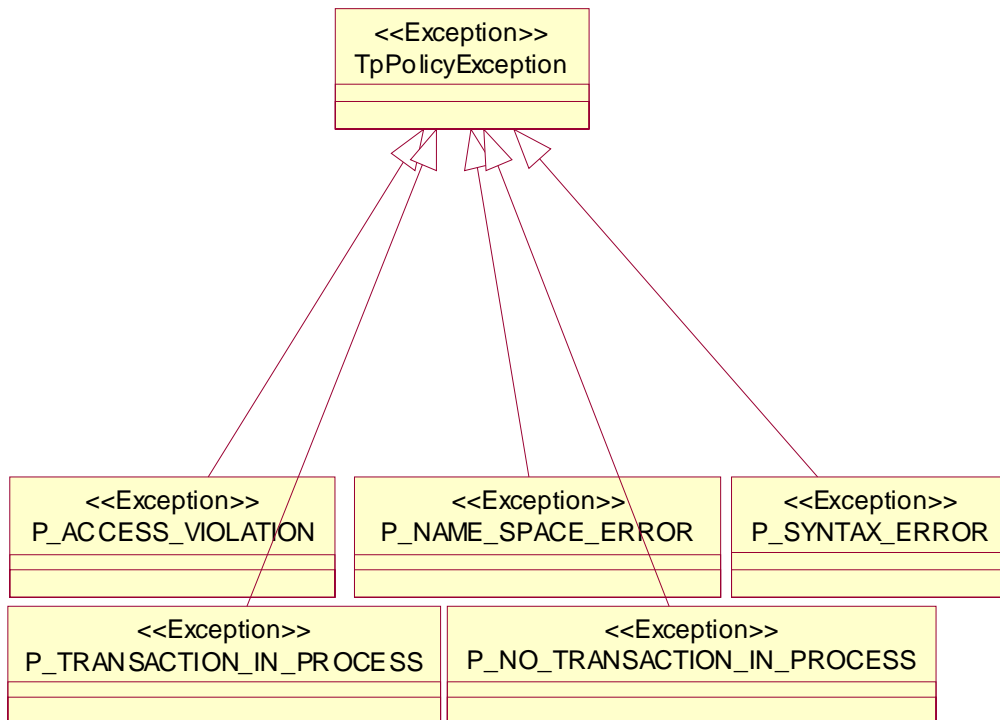 <<Exception>>
TpPolicyException
<<Exception>>
P_ACCESS_VIOLATION
<<Exception>>
P_NAME_SPACE_ERROR
<<Exception>>
P_SYNTAX_ERROR
<<Exception>>
P_TRANSACTION_IN_PROCESS
<<Exception>>
P_NO_TRANSACTION_IN_PROCESS